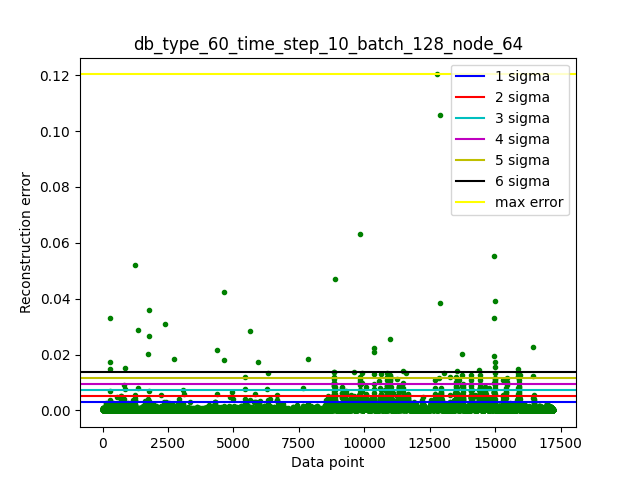 db_type_60_time_step_10_batch_128_node_64
Reconstruction error
0.12
0.10
0.08
0.06
0.04
0.02
0.00
1 sigma
2 sigma
3 sigma
4 sigma
5 sigma
6 sigma
max error
0 2500 5000 7500 10000 12500 15000 17500
Data point